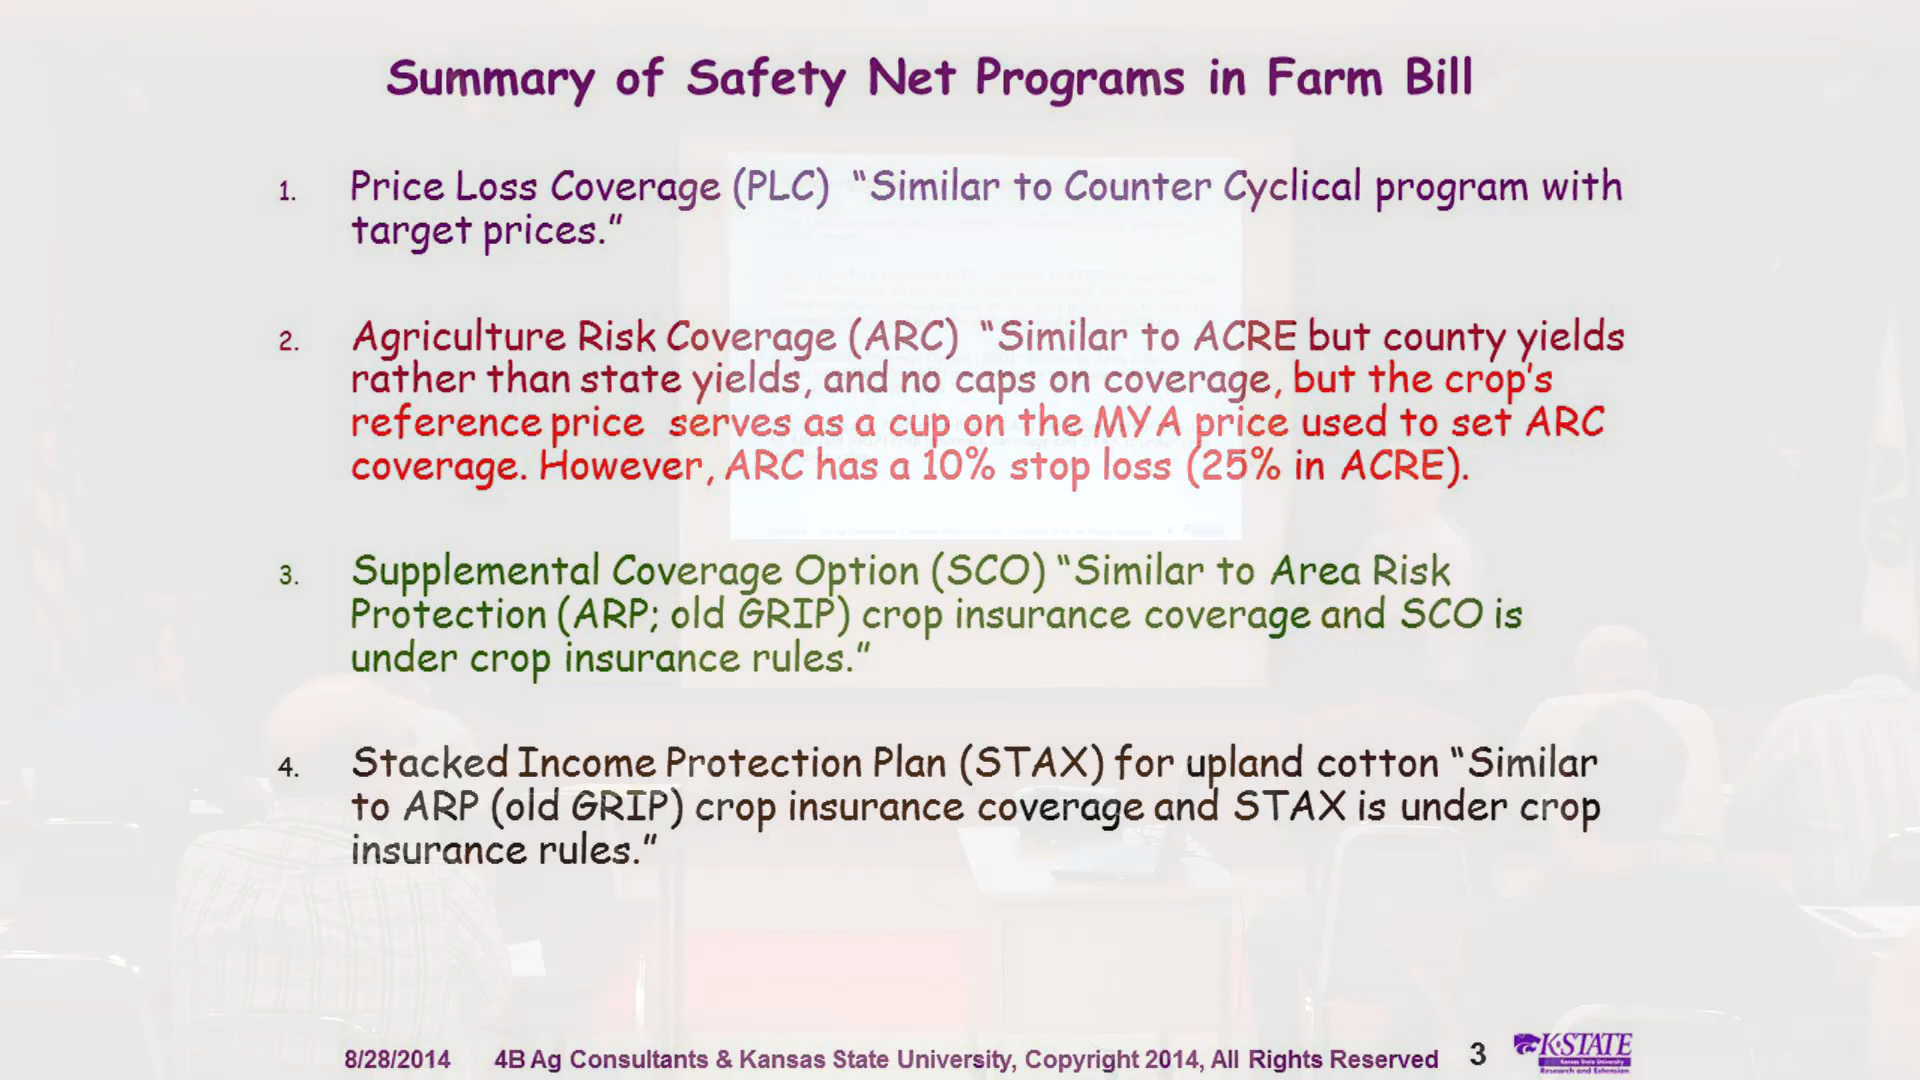 Summary of Safety Net Programs in Farm Bill
1. Price Loss Coverage (PLC) “Similar to Counter Cyclical program with
target prices.”
2. Agriculture Risk Coverage (ARC) “Similar to ACRE but county yields
rather than state yields, and no caps on coverage, but the crop’s
reference price serves as a cup on the MYA price used to set ARC
coverage. However, ARC has a 10% stop loss (25% in ACRE).
3. Supplemental Coverage Option (SCO) “Similar to Area Risk
Protection (ARP; old GRIP) crop insurance coverage and SCO is
under crop insurance rules.”
4. Stacked Income Protection Plan (STAX) for upland cotton “Similar
to ARP (old GRIP) crop insurance coverage and STAX is under crop
insurance rules.”
8/28/2014 4B Ag Consultants & Kansas State University, Copyright 2014, All Rights Reserved 3
K-STATE
Kansas State University
Research and Extension